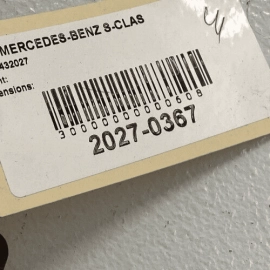 MERCEDES-BENZ S-CLAS
432027
nt:
ensions:
3000000000608
2027-0367